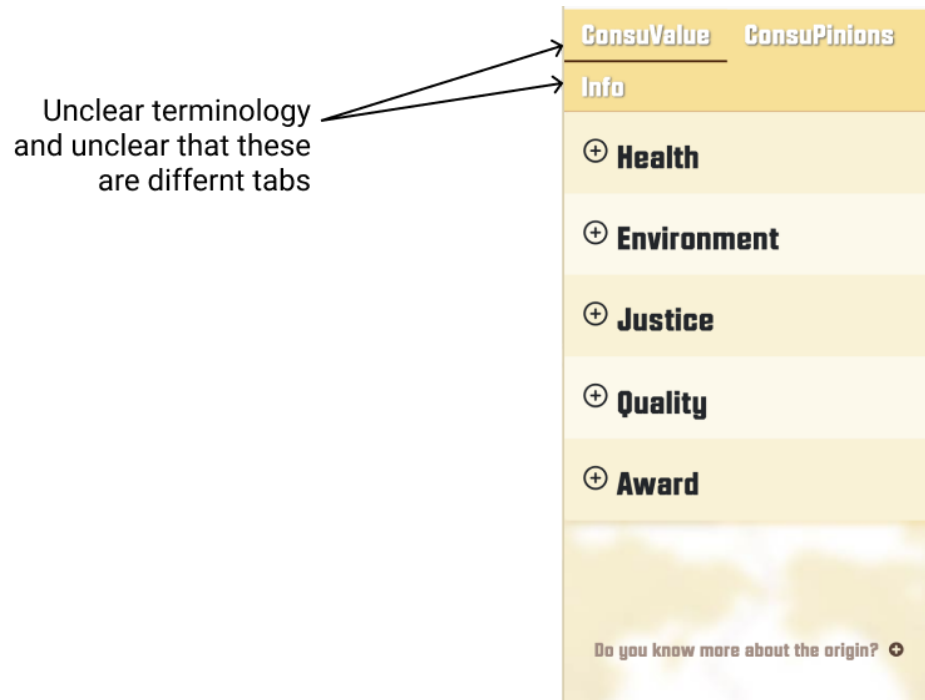 Unclear terminology
and unclear that these
are differnt tabs
ConsuValue ConsuPinions
Info
Health
Environment
Justice
Quality
Award
Do you know more about the origin?